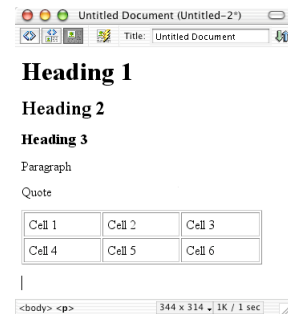 Untitled Document (Untitled-2*)
Title: Untitled Document
Heading 1
Heading 2
Heading 3
Paragraph
Quote
Cell 1 Cell 2 Cell 3
Cell 4 Cell 5 Cell 6
<body> <p> 344 x 314 1K / 1 sec